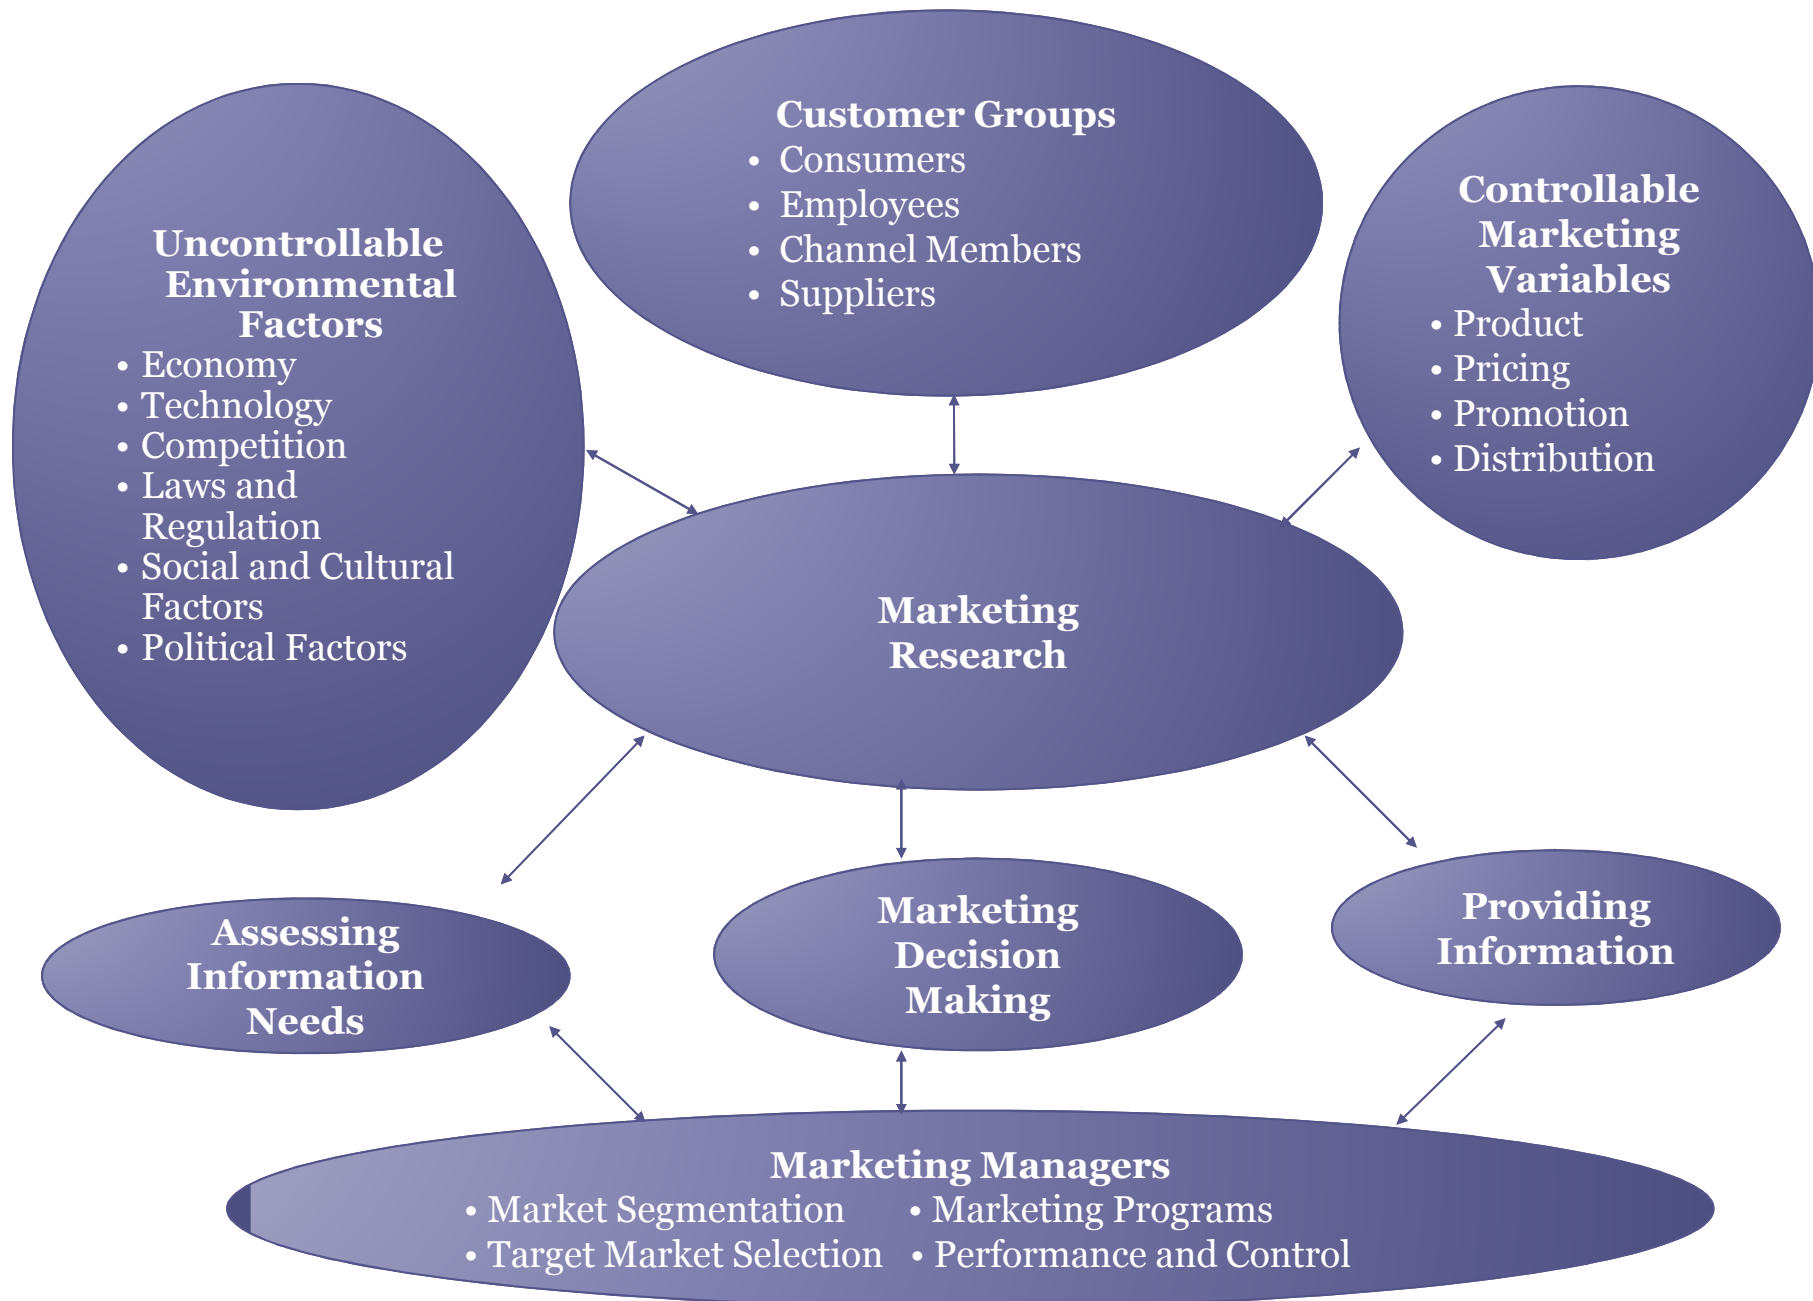 Customer Groups
• Consumers
• Employees
• Channel Members
• Suppliers
Uncontrollable
Environmental
Factors
• Economy
• Technology
• Competition
• Laws and
Regulation
• Social and Cultural
Factors
• Political Factors
Controllable
Marketing
Variables
• Product
• Pricing
• Promotion
• Distribution
Marketing
Research
Assessing
Information
Needs
Marketing
Decision
Making
Providing
Information
Marketing Managers
• Market Segmentation • Marketing Programs
• Target Market Selection • Performance and Control